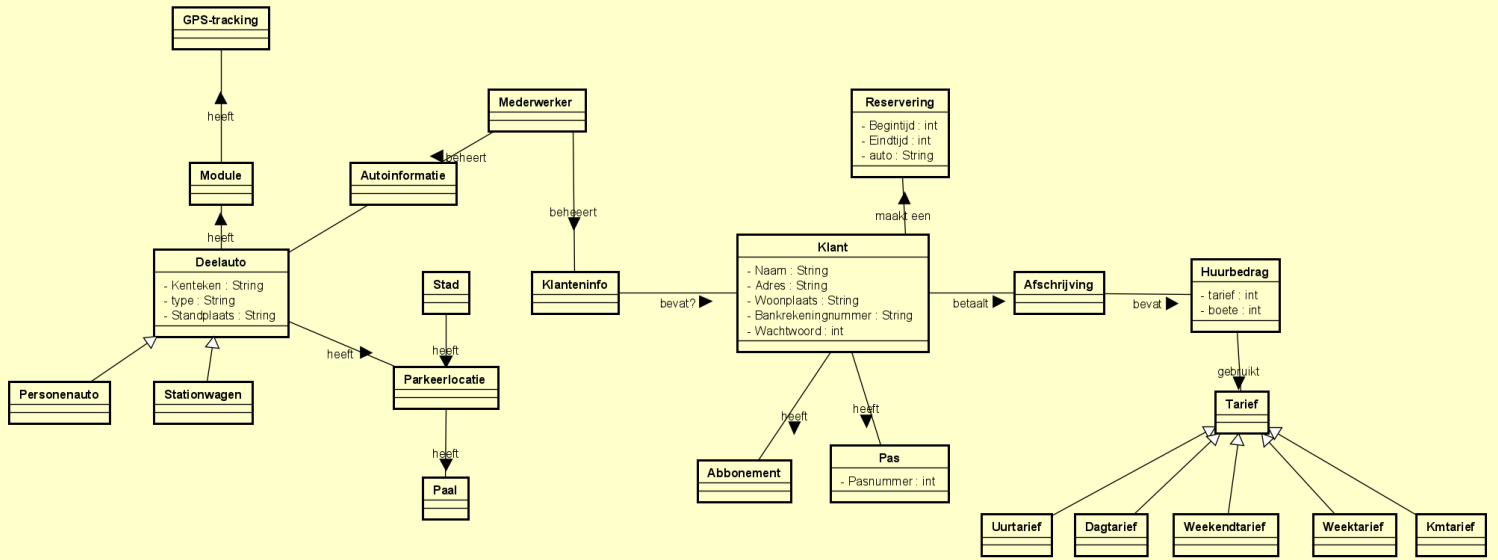 GPS-tracking
heeft
Module
heeft
Mederwerker
beheert
Autoinformatie
beheeert
Deelauto
- Kenteken : String
- type : String
- Standplaats : String
heeft
Personenauto
Stationwagen
Stad
heeft
Parkeerlocatie
heeft
Paal
Klanteninfo
bevat?
Reservering
- Begintijd : int
- Eindtijd : int
- auto : String
maakt een
Klant
- Naam : String
- Adres : String
- Woonplaats : String
- Bankrekeningnummer : String
- Wachtwoord : int
betaalt
Afschrijving
bevat
Huurbedrag
- tarief : int
- boete : int
gebruikt
Tarief
heeft
heeft
Abbonement
Pas
- Pasnummer : int
Uurtarief
Dagtarief
Weekendtarief
Weektarief
Kmtarief